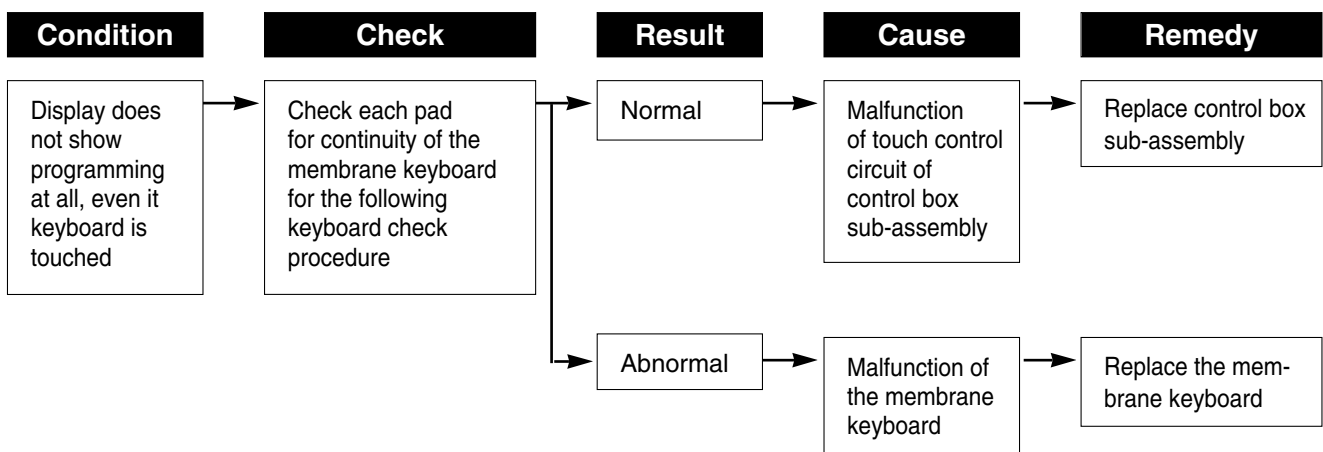 Condition
Check
Result
Cause
Remedy
Display does
not show
programming
at all, even it
keyboard is
touched
Check each pad
for continuity of the
membrane keyboard
for the following
keyboard check
procedure
Normal
Malfunction
of touch control
circuit of
control box
sub-assembly
Replace control box
sub-assembly
Abnormal
Malfunction of
the membrane
keyboard
Replace the mem-
brane keyboard